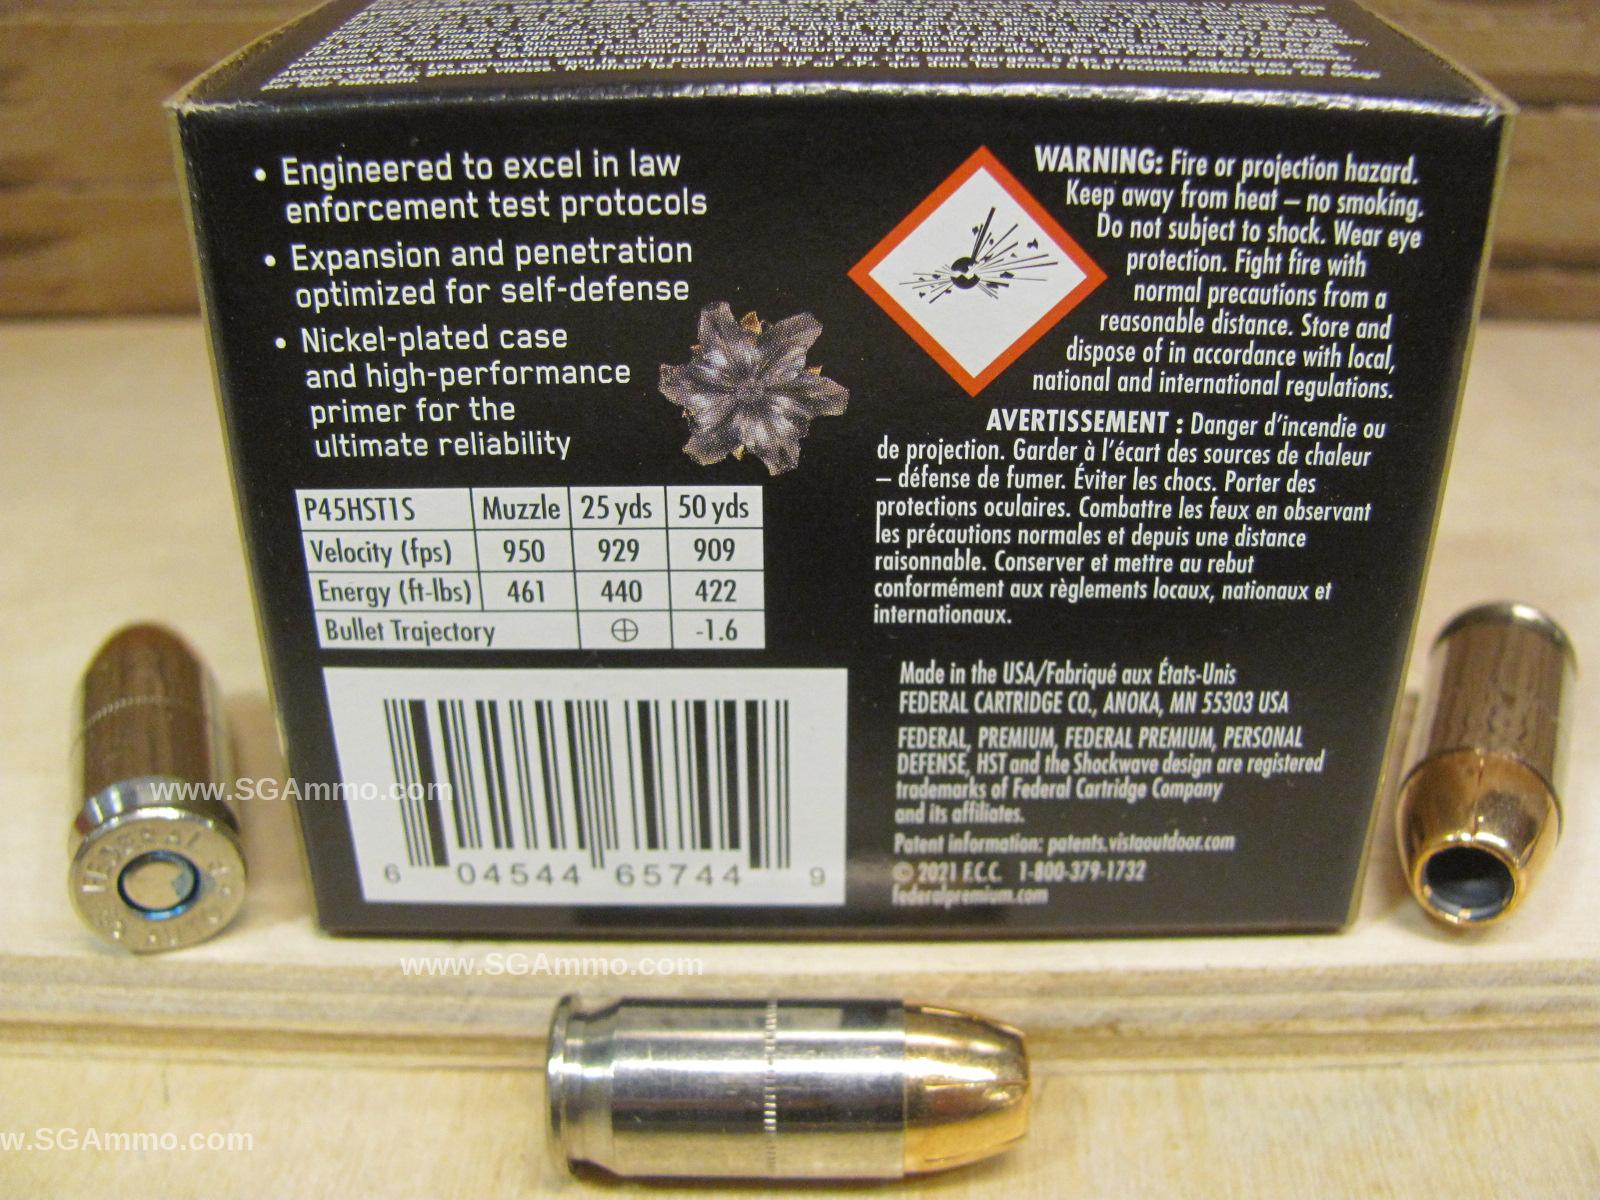 • Engineered to excel in law
enforcement test protocols
• Expansion and penetration
optimized for self-defense
• Nickel-plated case
and high-performance
primer for the
ultimate reliability
P45HST1S Muzzle 25 yds 50 yds
Velocity (fps) 950 929 909
Energy (ft-lbs) 461 440 422
Bullet Trajectory ⊕ -1.6
6 04544 65744 9
WARNING: Fire or projection hazard.
Keep away from heat – no smoking.
Do not subject to shock. Wear eye
protection. Fight fire with
normal precautions from a
reasonable distance. Store and
dispose of in accordance with local,
national and international regulations.
AVERTISSEMENT : Danger d'incendie ou
de projection. Garder à l'écart des sources de chaleur
– défense de fumer. Éviter les chocs. Porter des
protections oculaires. Combattre les feux en observant
les précautions normales et depuis une distance
raisonnable. Conserver et mettre au rebut
conformément aux règlements locaux, nationaux et
internationaux.
Made in the USA/Fabriqué aux États-Unis
FEDERAL CARTRIDGE CO., ANOKA, MN 55303 USA
FEDERAL, PREMIUM, FEDERAL PREMIUM, PERSONAL
DEFENSE, HST and the Shockwave design are registered
trademarks of Federal Cartridge Company
and its affiliates.
Patent information: patents.vistaoutdoor.com
© 2021 F.C.C. 1-800-379-1732
federalpremium.com
FEDERAL
45 AUTO
www.SGAmmo.com
www.SGAmmo.com
w.SGAmmo.com